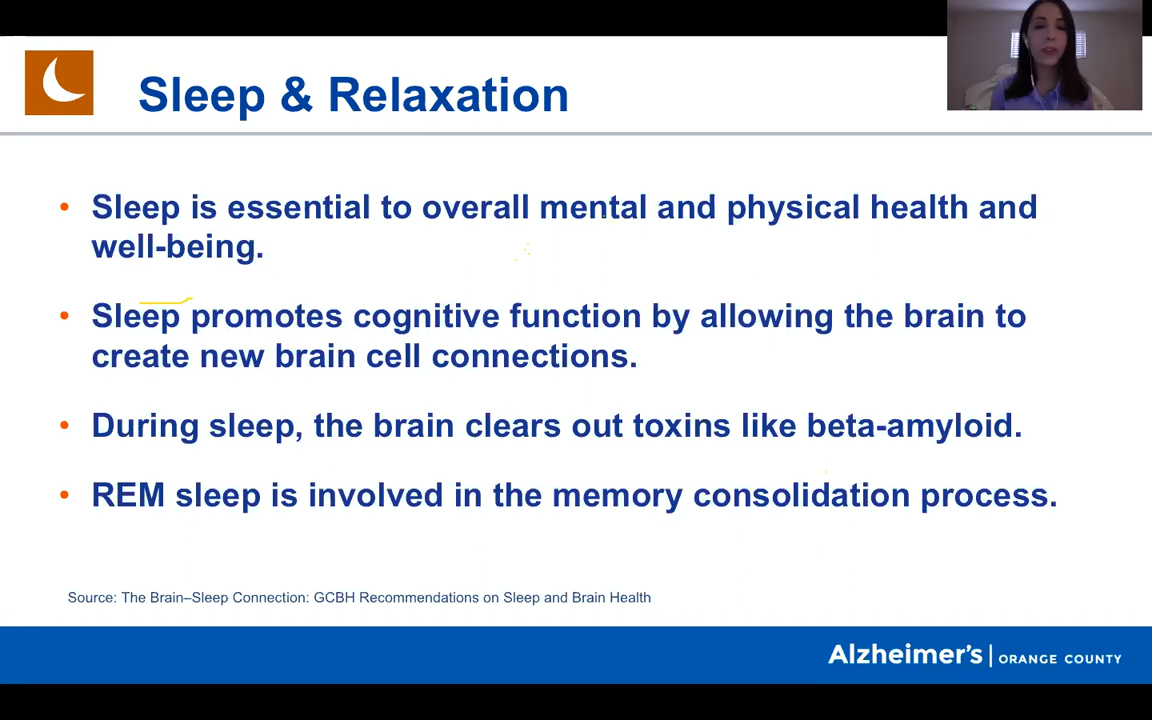 Sleep & Relaxation
• Sleep is essential to overall mental and physical health and
well-being.
• Sleep promotes cognitive function by allowing the brain to
create new brain cell connections.
• During sleep, the brain clears out toxins like beta-amyloid.
• REM sleep is involved in the memory consolidation process.
Source: The Brain–Sleep Connection: GCBH Recommendations on Sleep and Brain Health
Alzheimer's | ORANGE COUNTY